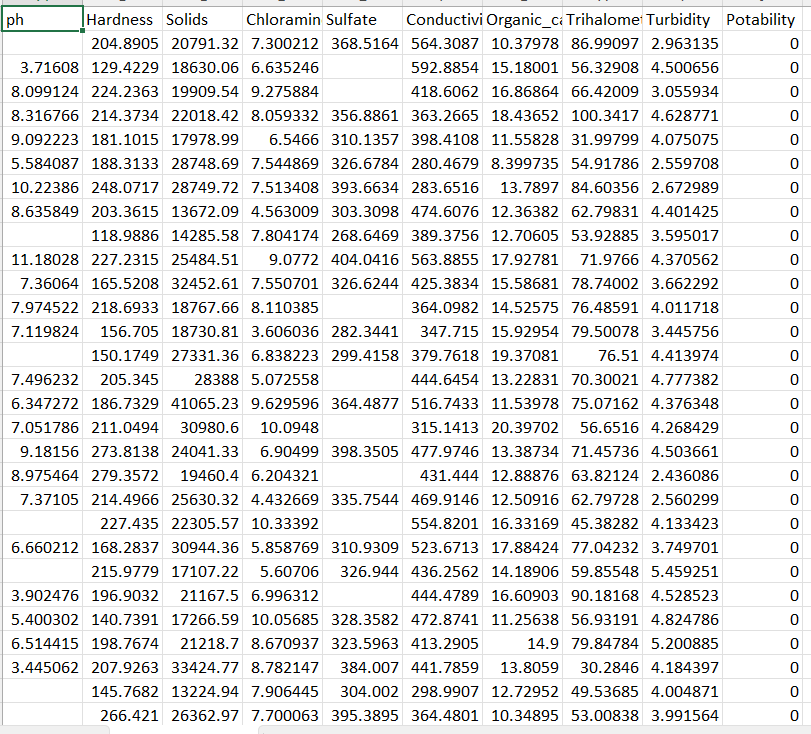 ph Hardness Solids Chloramin Sulfate Conductivi Organic_ca Trihalomet Turbidity Potability
204.8905 20791.32 7.300212 368.5164 564.3087 10.37978 86.99097 2.963135 0
3.71608 129.4229 18630.06 6.635246 592.8854 15.18001 56.32908 4.500656 0
8.099124 224.2363 19909.54 9.275884 418.6062 16.86864 66.42009 3.055934 0
8.316766 214.3734 22018.42 8.059332 356.8861 363.2665 18.43652 100.3417 4.628771 0
9.092223 181.1015 17978.99 6.5466 310.1357 398.4108 11.55828 31.99799 4.075075 0
5.584087 188.3133 28748.69 7.544869 326.6784 280.4679 8.399735 54.91786 2.559708 0
10.22386 248.0717 28749.72 7.513408 393.6634 283.6516 13.7897 84.60356 2.672989 0
8.635849 203.3615 13672.09 4.563009 303.3098 474.6076 12.36382 62.79831 4.401425 0
118.9886 14285.58 7.804174 268.6469 389.3756 12.70605 53.92885 3.595017 0
11.18028 227.2315 25484.51 9.0772 404.0416 563.8855 17.92781 71.9766 4.370562 0
7.36064 165.5208 32452.61 7.550701 326.6244 425.3834 15.58681 78.74002 3.662292 0
7.974522 218.6933 18767.66 8.110385 364.0982 14.52575 76.48591 4.011718 0
7.119824 156.705 18730.81 3.606036 282.3441 347.715 15.92954 79.50078 3.445756 0
150.1749 27331.36 6.838223 299.4158 379.7618 19.37081 76.51 4.413974 0
7.496232 205.345 28388 5.072558 444.6454 13.22831 70.30021 4.777382 0
6.347272 186.7329 41065.23 9.629596 364.4877 516.7433 11.53978 75.07162 4.376348 0
7.051786 211.0494 30980.6 10.0948 315.1413 20.39702 56.6516 4.268429 0
9.18156 273.8138 24041.33 6.90499 398.3505 477.9746 13.38734 71.45736 4.503661 0
8.975464 279.3572 19460.4 6.204321 431.444 12.88876 63.82124 2.436086 0
7.37105 214.4966 25630.32 4.432669 335.7544 469.9146 12.50916 62.79728 2.560299 0
227.435 22305.57 10.33392 554.8201 16.33169 45.38282 4.133423 0
6.660212 168.2837 30944.36 5.858769 310.9309 523.6713 17.88424 77.04232 3.749701 0
215.9779 17107.22 5.60706 326.944 436.2562 14.18906 59.85548 5.459251 0
3.902476 196.9032 21167.5 6.996312 444.4789 16.60903 90.18168 4.528523 0
5.400302 140.7391 17266.59 10.05685 328.3582 472.8741 11.25638 56.93191 4.824786 0
6.514415 198.7674 21218.7 8.670937 323.5963 413.2905 14.9 79.84784 5.200885 0
3.445062 207.9263 33424.77 8.782147 384.007 441.7859 13.8059 30.2846 4.184397 0
145.7682 13224.94 7.906445 304.002 298.9907 12.72952 49.53685 4.004871 0
266.421 26362.97 7.700063 395.3895 364.4801 10.34895 53.00838 3.991564 0